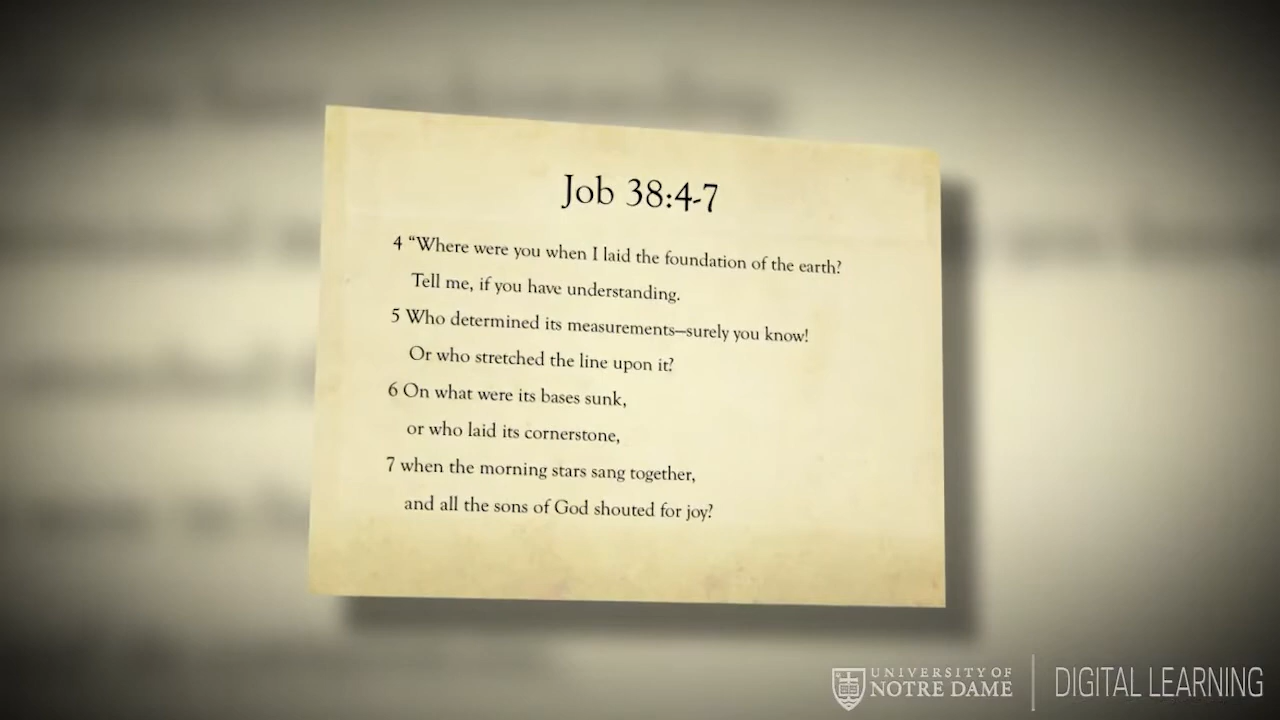 Job 38:4-7
4 “Where were you when I laid the foundation of the earth?
Tell me, if you have understanding.
5 Who determined its measurements—surely you know!
Or who stretched the line upon it?
6 On what were its bases sunk,
or who laid its cornerstone,
7 when the morning stars sang together,
and all the sons of God shouted for joy?
UNIVERSITY OF
NOTRE DAME
DIGITAL LEARNING